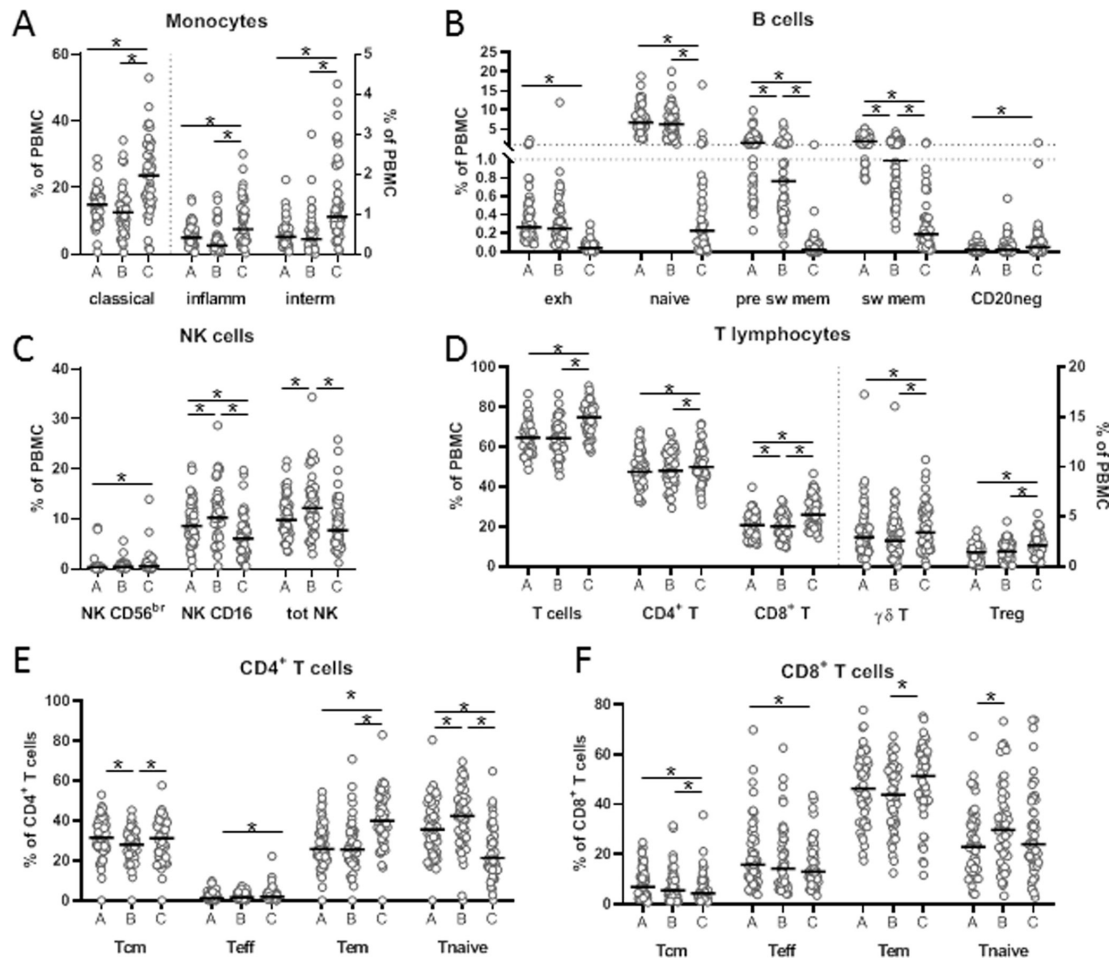 A
Monocytes
*
*
*
*
*
*
% of PBMC
60
40
20
0
5
4
3
2
1
0
% of PBMC
A B C A B C A B C
classical inflamm interm
B
B cells
*
*
*
*
*
*
*
*
*
*
% of PBMC
25
20
15
10
5
1.0
0.8
0.6
0.4
0.2
0.0
A B C A B C A B C A B C A B C
exh naive pre sw mem sw mem CD20neg
C
NK cells
*
*
*
*
*
*
% of PBMC
40
30
20
10
0
A B C A B C A B C
NK CD56br NK CD16 tot NK
D
T lymphocytes
*
*
*
*
*
*
*
*
*
*
*
% of PBMC
100
80
60
40
20
0
20
15
10
5
0
% of PBMC
A B C A B C A B C A B C A B C
T cells CD4+ T CD8+ T γδ T Treg
E
CD4+ T cells
*
*
*
*
*
*
*
*
% of CD4+ T cells
100
80
60
40
20
0
A B C A B C A B C A B C
Tcm Teff Tem Tnaive
F
CD8+ T cells
*
*
*
*
*
% of CD8+ T cells
80
60
40
20
0
A B C A B C A B C A B C
Tcm Teff Tem Tnaive